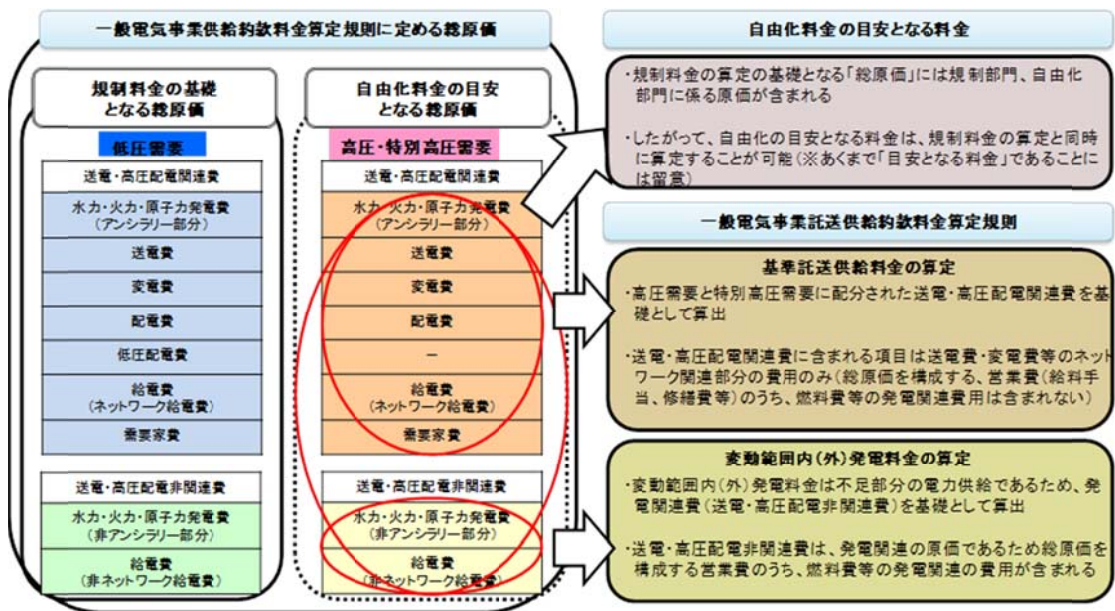 一般電気事業供給約款料金算定規則に定める総原価
規制料金の基礎
となる総原価
低圧需要
送電・高圧配電関連費
水力・火力・原子力発電費
(アンシラリー部分)
送電費
変電費
配電費
低圧配電費
給電費
(ネットワーク給電費)
需要家費
送電・高圧配電非関連費
水力・火力・原子力発電費
(非アンシラリー部分)
給電費
(非ネットワーク給電費)
自由化料金の目安
となる総原価
高圧・特別高圧需要
送電・高圧配電関連費
水力・火力・原子力発電費
(アンシラリー部分)
送電費
変電費
配電費
－
給電費
(ネットワーク給電費)
需要家費
送電・高圧配電非関連費
水力・火力・原子力発電費
(非アンシラリー部分)
給電費
(非ネットワーク給電費)
自由化料金の目安となる料金
・規制料金の算定の基礎となる「総原価」には規制部門、自由化
部門に係る原価が含まれる
・したがって、自由化の目安となる料金は、規制料金の算定と同時
に算定することが可能(※あくまで「目安となる料金」であることに
は留意)
一般電気事業託送供給約款料金算定規則
基準託送供給料金の算定
・高圧需要と特別高圧需要に配分された送電・高圧配電関連費を基
礎として算出
・送電・高圧配電関連費に含まれる項目は送電費・変電費等のネット
ワーク関連部分の費用のみ(総原価を構成する、営業費(給料手
当、修繕費等)のうち、燃料費等の発電関連費用は含まれない)
変動範囲内(外)発電料金の算定
・変動範囲内(外)発電料金は不足部分の電力供給であるため、発
電関連費(送電・高圧配電非関連費)を基礎として算出
・送電・高圧配電非関連費は、発電関連の原価であるため総原価を
構成する営業費のうち、燃料費等の発電関連の費用が含まれる